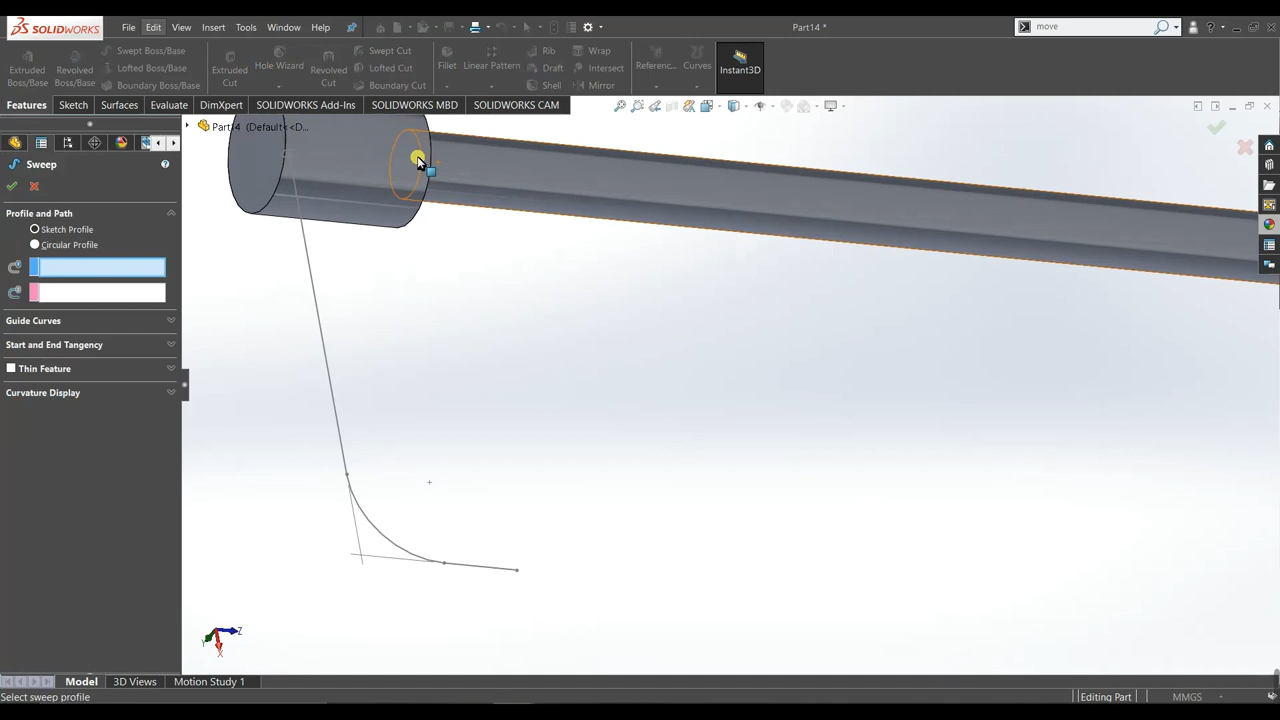 SOLIDWORKS File Edit View Insert Tools Window Help Part14 * move
Extruded Boss/Base Revolved Boss/Base Swept Boss/Base Lofted Boss/Base Boundary Boss/Base Extruded Cut Hole Wizard Revolved Cut Swept Cut Lofted Cut Boundary Cut Fillet Linear Pattern Rib Draft Shell Wrap Intersect Mirror Referenc... Curves Instant3D
Features Sketch Surfaces Evaluate DimXpert SOLIDWORKS Add-Ins SOLIDWORKS MBD SOLIDWORKS CAM
Part14 (Default<<D...
Sweep
Profile and Path
Sketch Profile
Circular Profile
Guide Curves
Start and End Tangency
Thin Feature
Curvature Display
Z
Y
X
Model 3D Views Motion Study 1
Select sweep profile Editing Part MMGS